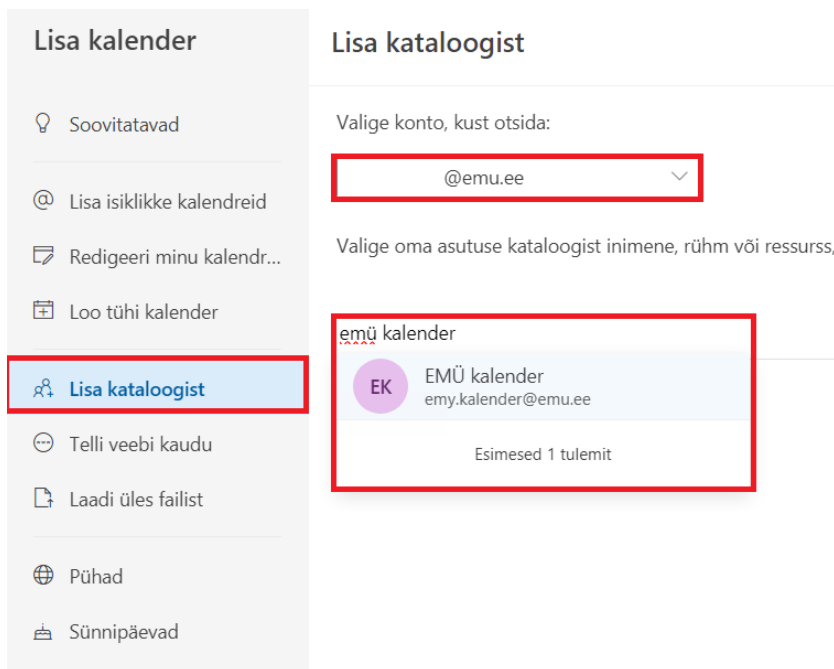 Lisa kalender
Soovitatavad
Lisa isiklikke kalendreid
Redigeeri minu kalendr...
Loo tühi kalender
Lisa kataloogist
Telli veebi kaudu
Laadi üles failist
Pühad
Sünnipäevad
Lisa kataloogist
Valige konto, kust otsida:
@emu.ee
Valige oma asutuse kataloogist inimene, rühm või ressurss,
emü kalender
EK
EMÜ kalender
emy.kalender@emu.ee
Esimesed 1 tulemit